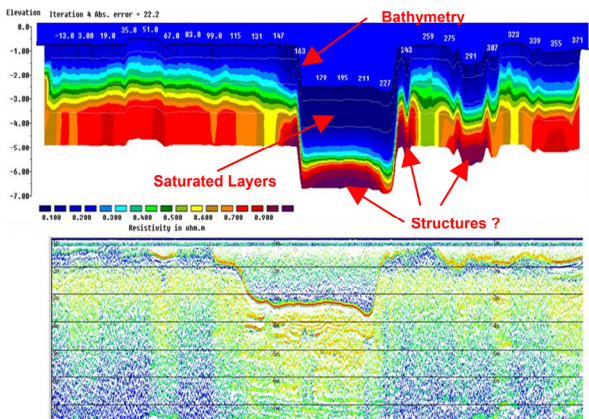 Elevation Iteration 4 Abs. error = 22.2
Bathymetry
0.0
-1.00
-2.00
-3.00
-4.00
-5.00
-6.00
-7.00
-13.0 3.00 19.0 35.0 51.0 67.0 83.0 99.0 115 131 147 163 179 195 211 227 243 259 275 291 307 323 339 355 371
Saturated Layers
Structures ?
0.100 0.200 0.300 0.400 0.500 0.600 0.700 0.800 0.900
Resistivity in ohm.m